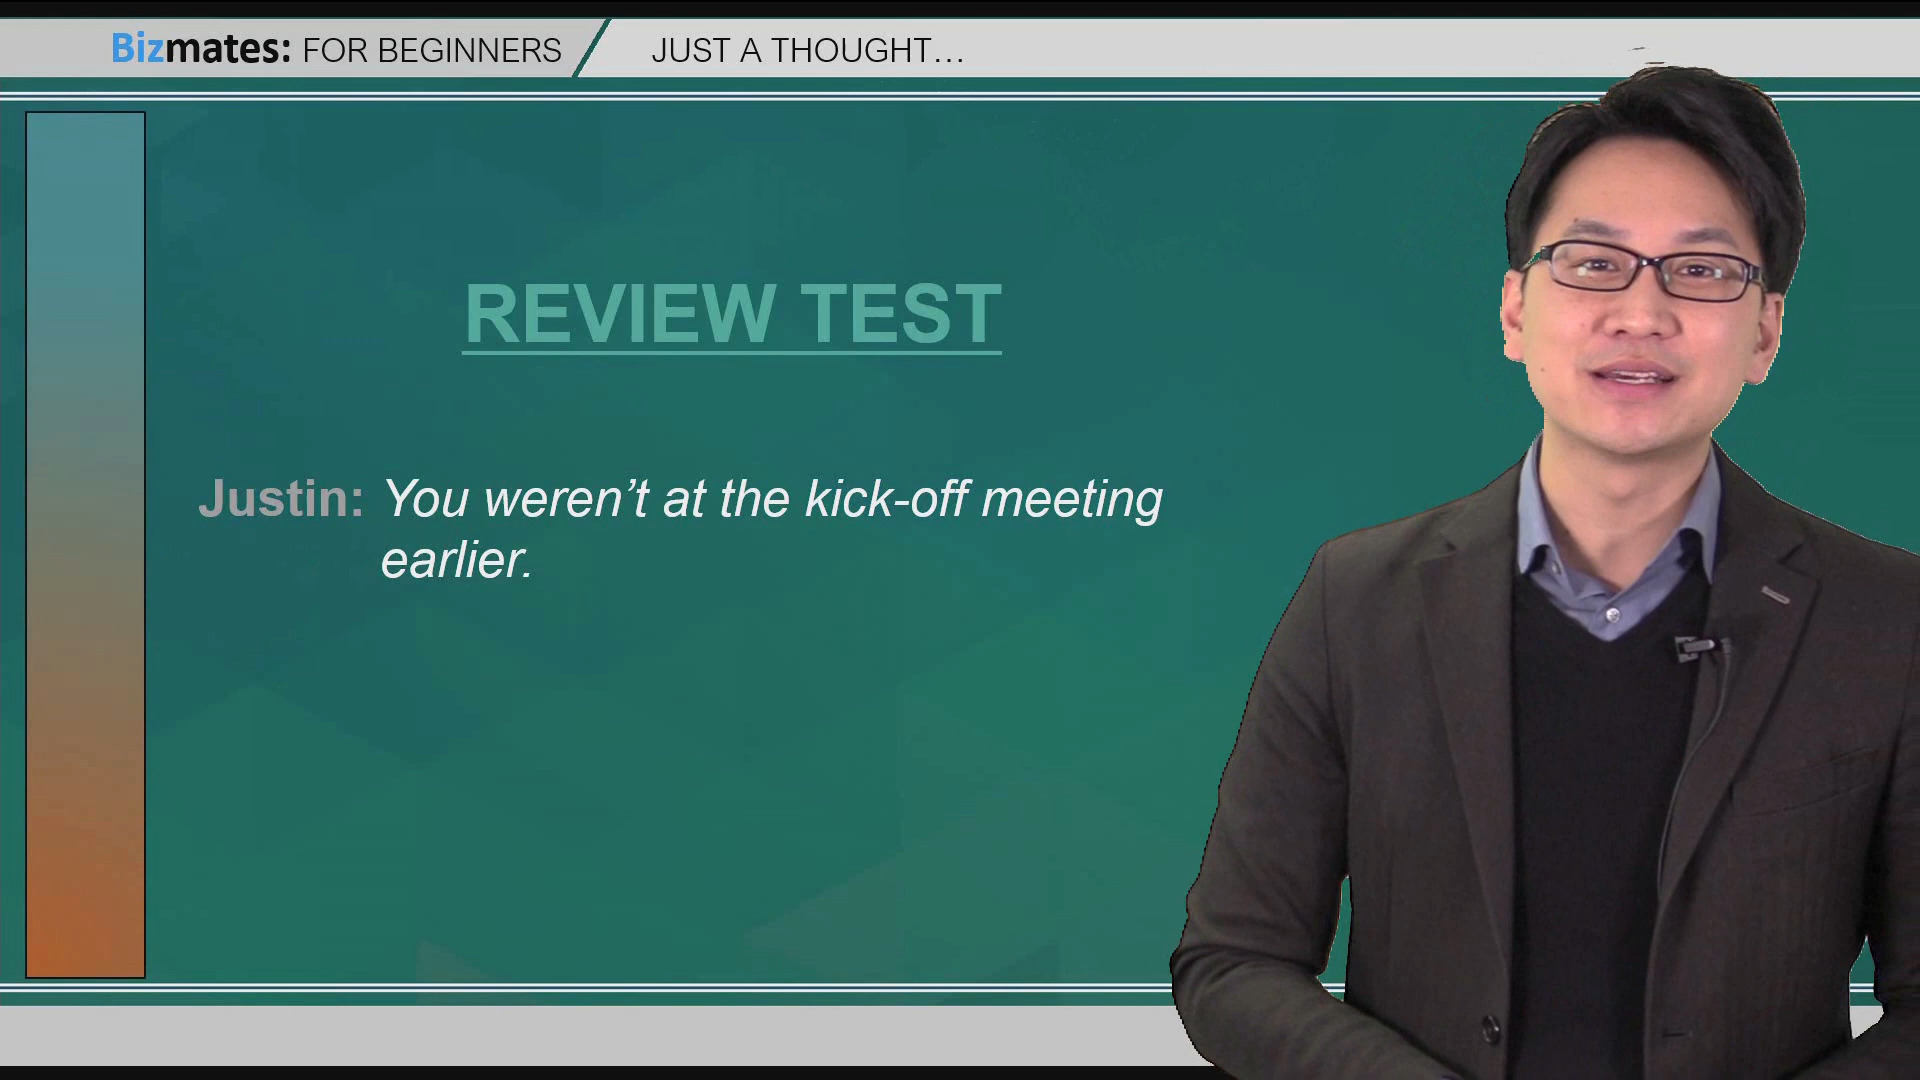 Bizmates: FOR BEGINNERS
JUST A THOUGHT...
REVIEW TEST
Justin: You weren’t at the kick-off meeting
earlier.